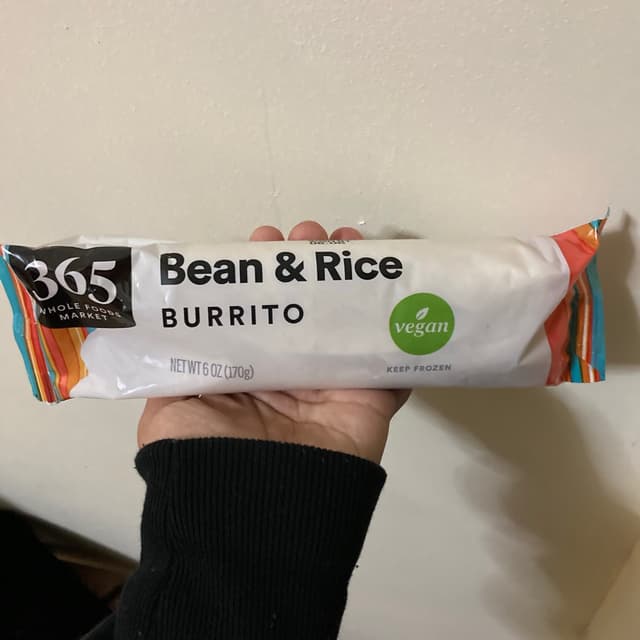 365
WHOLE FOODS
MARKET
Bean & Rice
BURRITO
NET WT 6 OZ (170g)
vegan
KEEP FROZEN